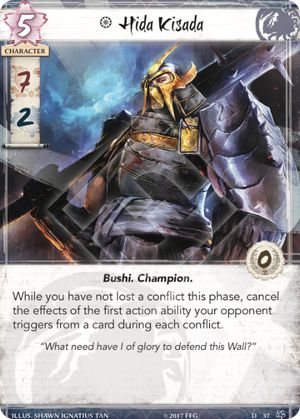 5
Hida Kisada
CHARACTER
7
2
0
Bushi. Champion.
While you have not lost a conflict this phase, cancel
the effects of the first action ability your opponent
triggers from a card during each conflict.
“What need have I of glory to defend this Wall?”
ILLUS. SHAWN IGNATIUS TAN ©2017 FFG D 37